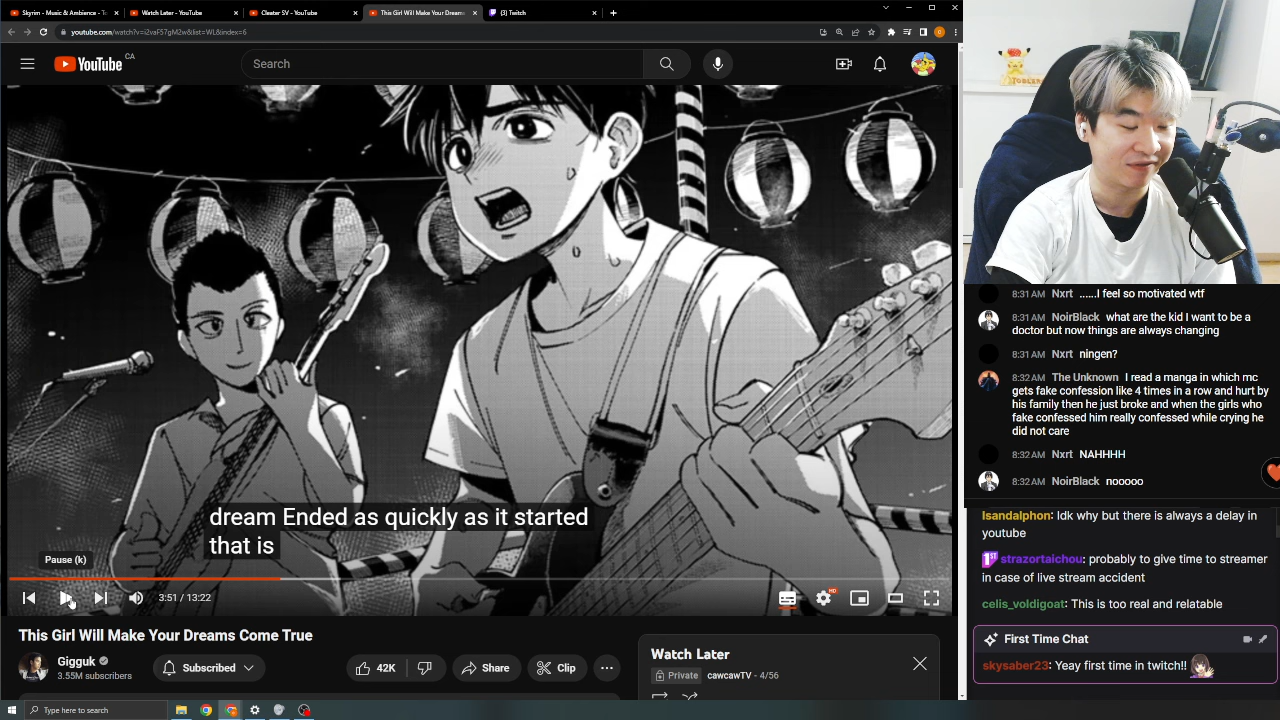 Skyrim - Music & Ambience - Te
Watch Later - YouTube
Cleater SV - YouTube
This Girl Will Make Your Dreams
(3) Twitch
youtube.com/watch?v=i2vaF57gM2w&list=WL&index=6
YouTube CA
Search
dream Ended as quickly as it started
that is
Pause (k)
3:51 / 13:22
HD
This Girl Will Make Your Dreams Come True
Gigguk
3.55M subscribers
Subscribed
42K
Share
Clip
Watch Later
Private cawcawTV - 4/56
Type here to search
8:31 AM Nxrt ......I feel so motivated wtf
8:31 AM NoirBlack what are the kid I want to be a
doctor but now things are always changing
8:31 AM Nxrt ningen?
8:32 AM The Unknown I read a manga in which mc
gets fake confession like 4 times in a row and hurt by
his family then he just broke and when the girls who
fake confessed him really confessed while crying he
did not care
8:32 AM Nxrt NAHHHH
8:32 AM NoirBlack nooooo
lsandalphon: Idk why but there is always a delay in
youtube
1ST strazortaichou: probably to give time to streamer
in case of live stream accident
celis_voldigoat: This is too real and relatable
First Time Chat
skysaber23: Yeay first time in twitch!!